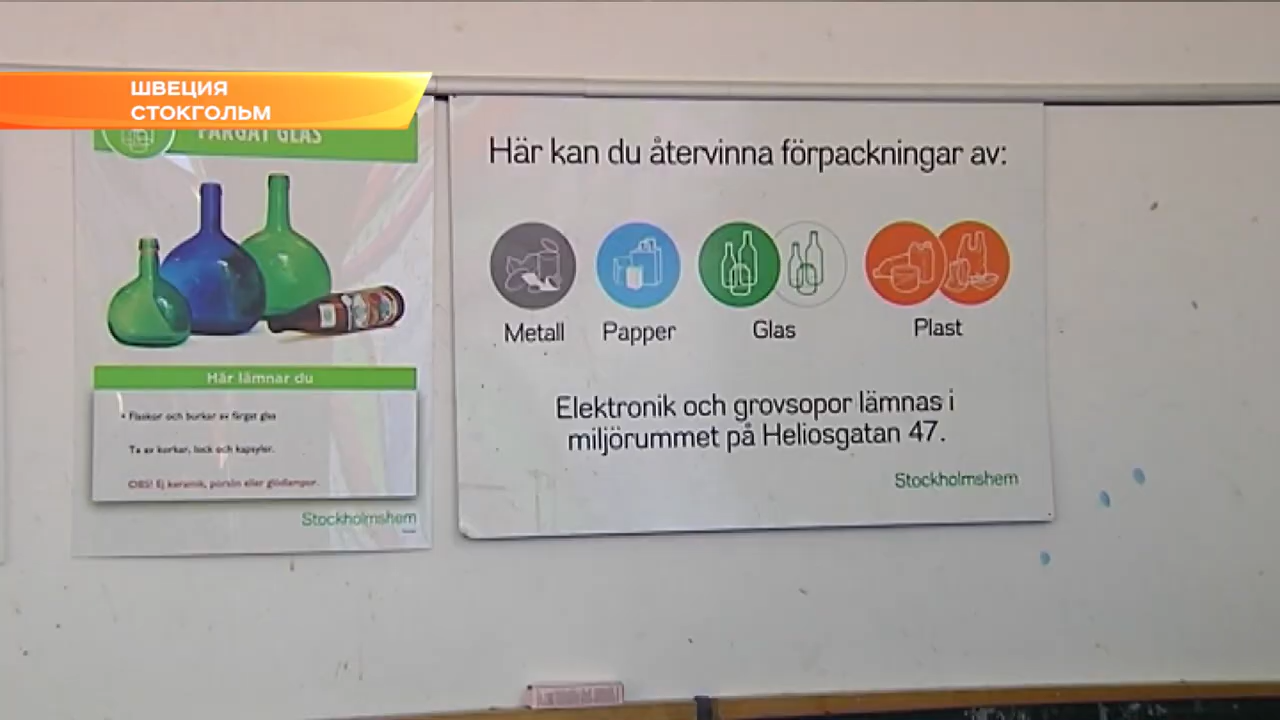 ШВЕЦИЯ
СТОКГОЛЬМ
FÄRGAT GLAS
Här lämnar du
• Flaskor och burkar av färgat glas
Ta av korkar, lock och kapsyler.
OBS! Ej keramik, porslin eller glödlampor.
Stockholmshem
Här kan du återvinna förpackningar av:
Metall Papper Glas Plast
Elektronik och grovsopor lämnas i
miljörummet på Heliosgatan 47.
Stockholmshem